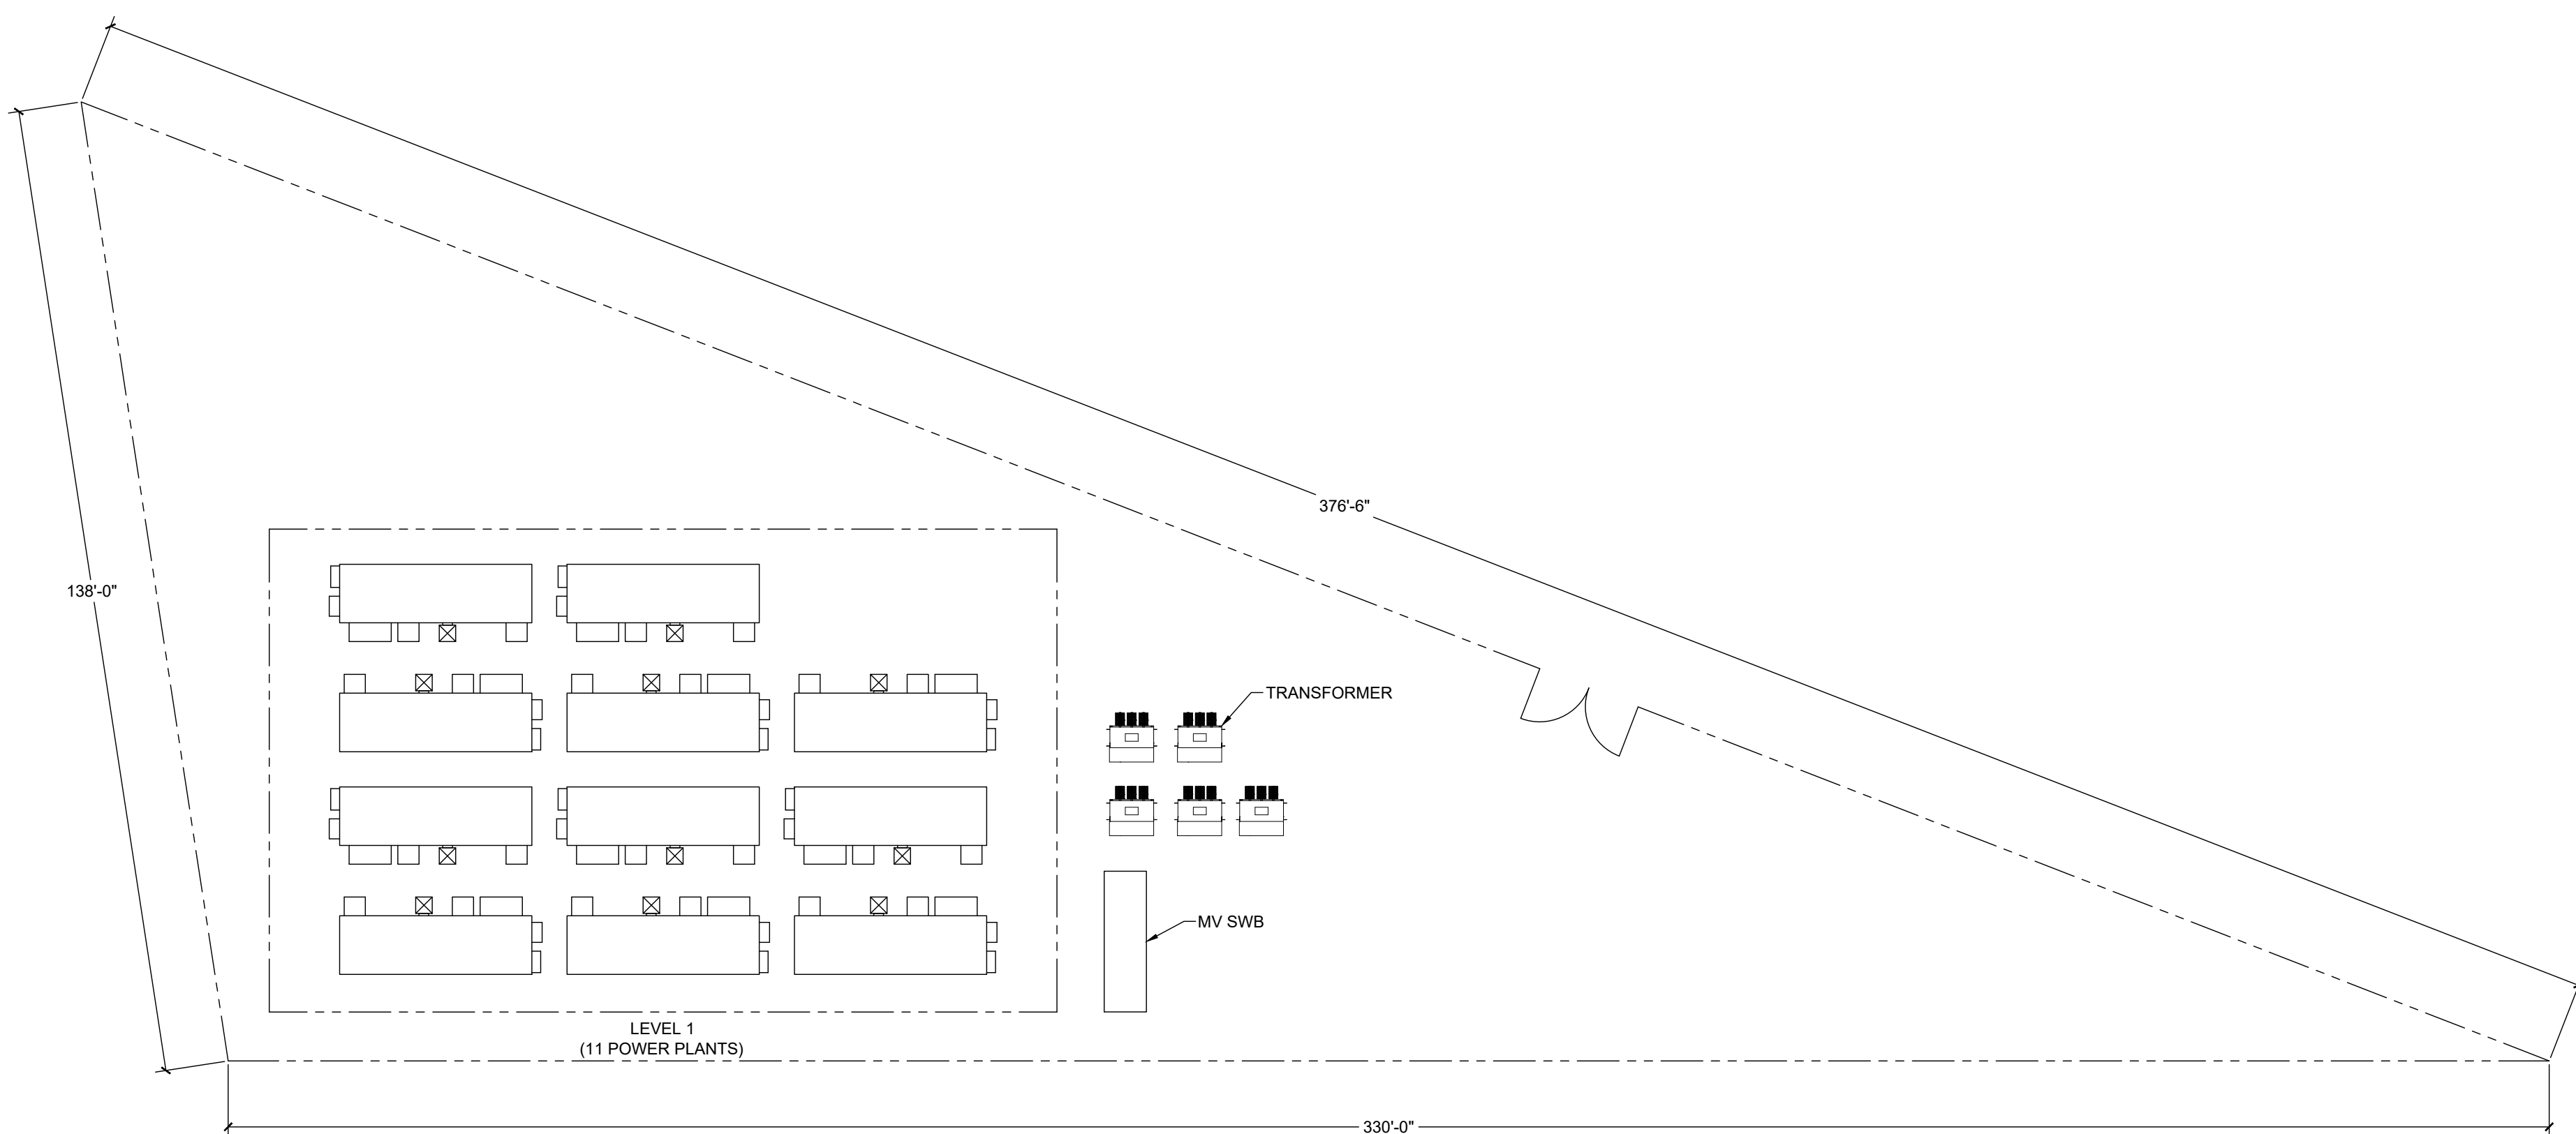 376'-6"
138'-0"
TRANSFORMER
MV SWB
LEVEL 1
(11 POWER PLANTS)
330'-0"